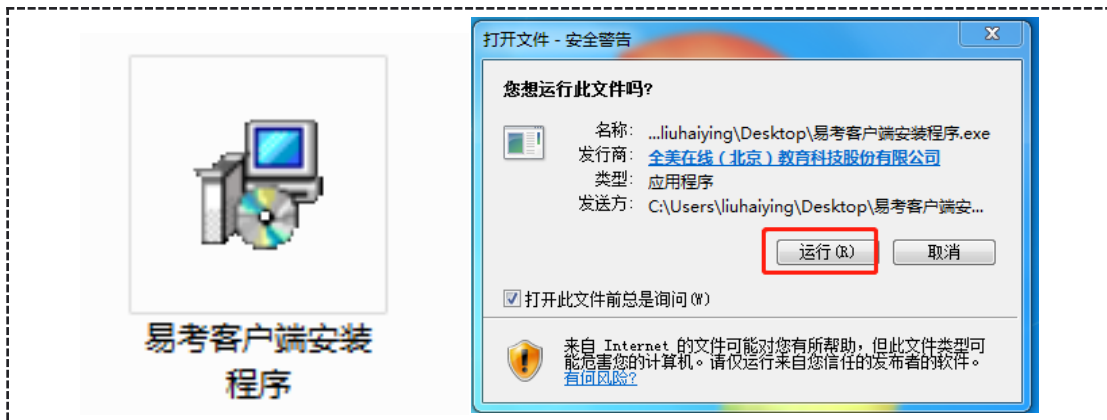 易考客户端安装
程序
打开文件 - 安全警告
您想运行此文件吗?
名称: ...liuhaiying\Desktop\易考客户端安装程序.exe
发行商: 全美在线(北京)教育科技股份有限公司
类型: 应用程序
发送方: C:\Users\liuhaiying\Desktop\易考客户端安...
运行(R) 取消
打开此文件前总是询问(W)
来自 Internet 的文件可能对您有所帮助，但此文件类型可
能危害您的计算机。请仅运行来自您信任的发布者的软件。
有何风险?